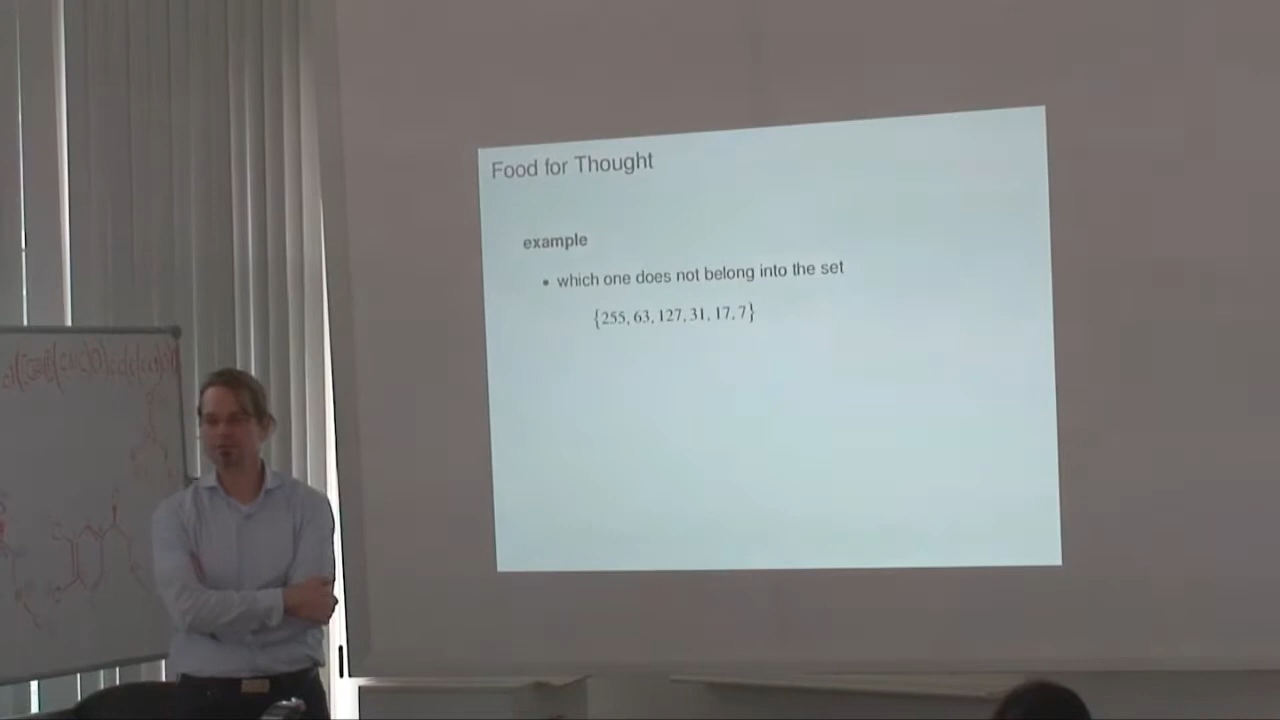 Food for Thought
example
• which one does not belong into the set
{255, 63, 127, 31, 17, 7}